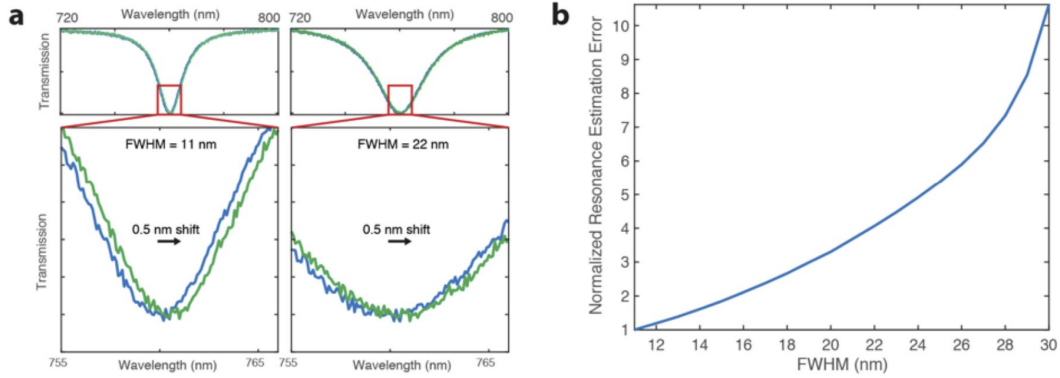 a
Wavelength (nm)
720
800
Wavelength (nm)
800
Transmission
FWHM = 11 nm
FWHM = 22 nm
0.5 nm shift
0.5 nm shift
Transmission
755
Wavelength (nm)
765
755
Wavelength (nm)
765
b
Normalized Resonance Estimation Error
10
9
8
7
6
5
4
3
2
1
12
14
16
18
20
22
24
26
28
30
FWHM (nm)